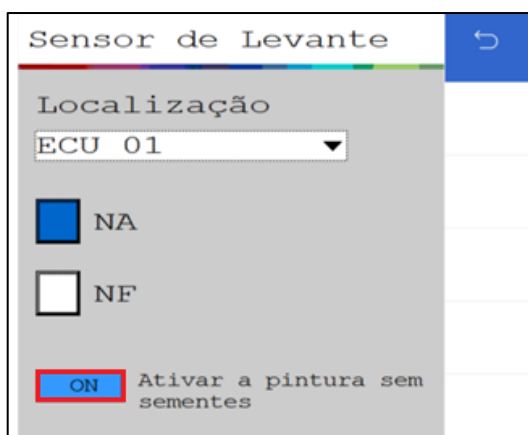 Sensor de Levante
Localização
ECU 01
NA
NF
ON
Ativar a pintura sem
sementes